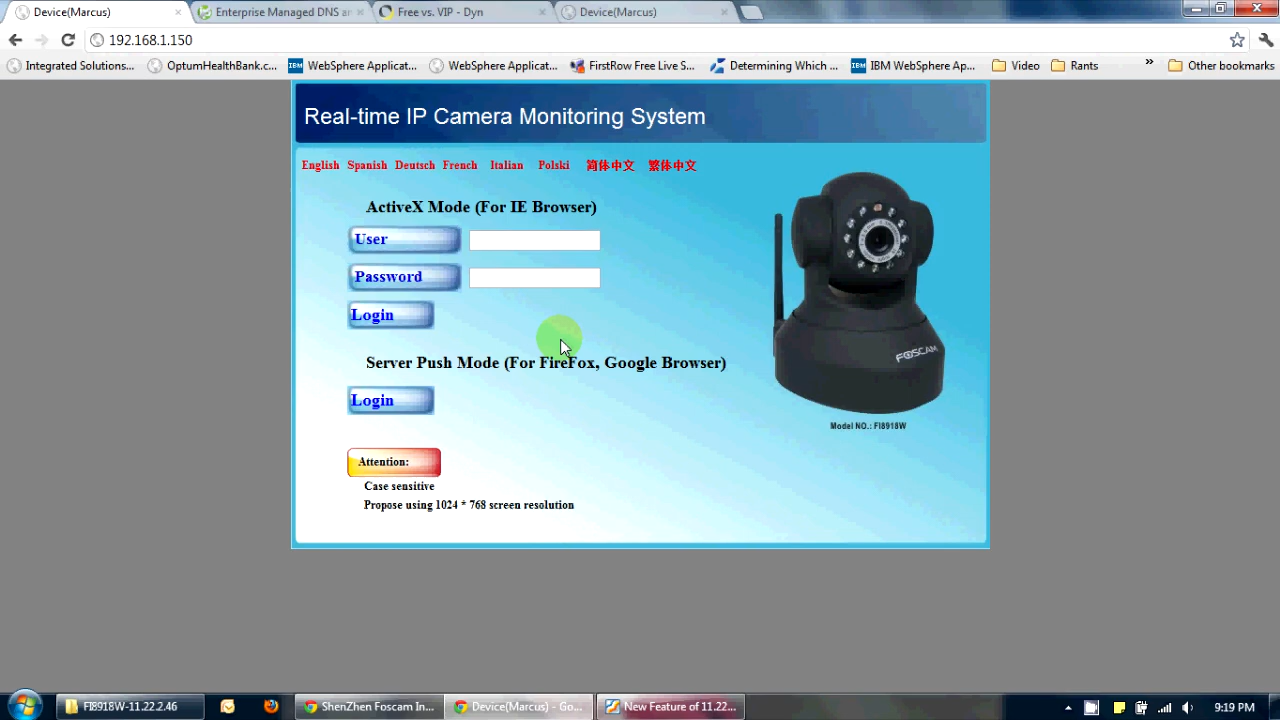 Device(Marcus)
Enterprise Managed DNS an
Free vs. VIP - Dyn
Device(Marcus)
192.168.1.150
Integrated Solutions...
OptumHealthBank.c...
IBM
WebSphere Applicat...
WebSphere Applicat...
FirstRow Free Live S...
Determining Which ...
IBM
IBM WebSphere Ap...
Video
Rants
»
Other bookmarks
Real-time IP Camera Monitoring System
English Spanish Deutsch French Italian Polski 简体中文 繁体中文
ActiveX Mode (For IE Browser)
User
Password
Login
Server Push Mode (For FireFox, Google Browser)
Login
FOSCAM
Model NO.: FI8918W
Attention:
Case sensitive
Propose using 1024 * 768 screen resolution
FI8918W-11.22.2.46
ShenZhen Foscam In...
Device(Marcus) - Go...
New Feature of 11.22...
9:19 PM